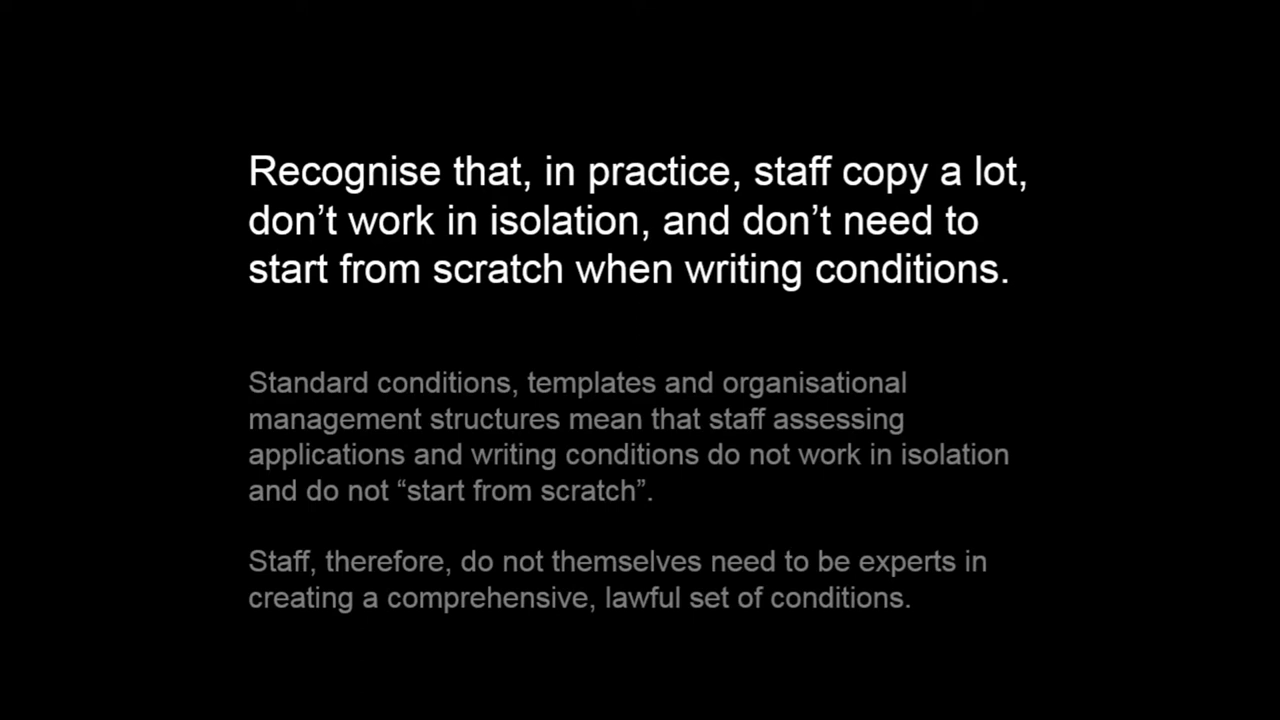 Recognise that, in practice, staff copy a lot,
don’t work in isolation, and don’t need to
start from scratch when writing conditions.
Standard conditions, templates and organisational
management structures mean that staff assessing
applications and writing conditions do not work in isolation
and do not “start from scratch”.
Staff, therefore, do not themselves need to be experts in
creating a comprehensive, lawful set of conditions.